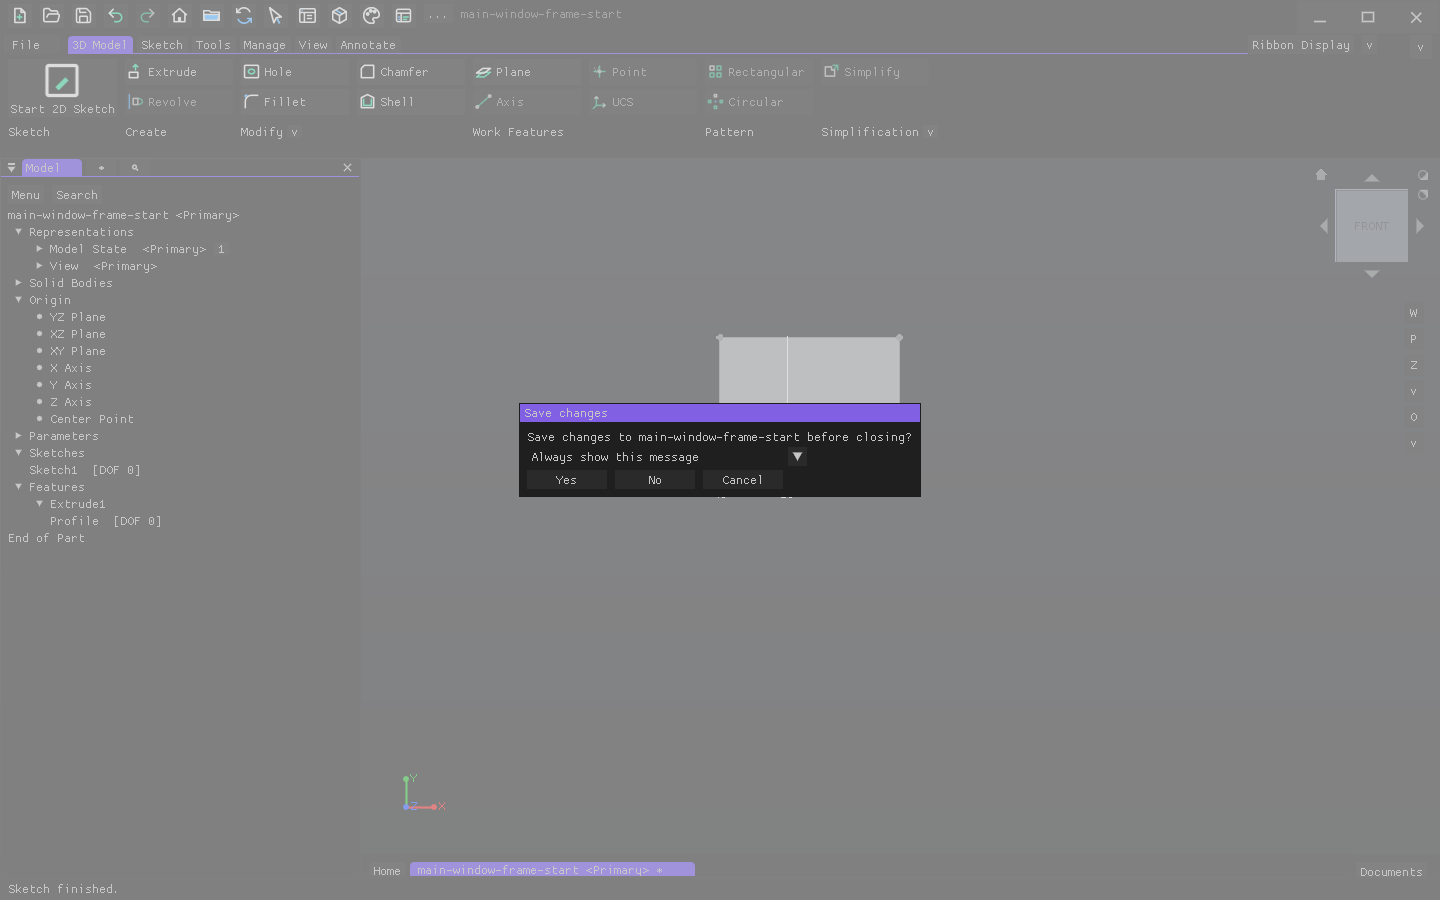 ... main-window-frame-start
File 3D Model Sketch Tools Manage View Annotate Ribbon Display v v
Extrude Hole Chamfer Plane Point Rectangular Simplify
Start 2D Sketch Revolve Fillet Shell Axis UCS Circular
Sketch Create Modify v Work Features Pattern Simplification v
Model
Menu Search
main-window-frame-start <Primary>
Representations
Model State <Primary> 1
View <Primary>
Solid Bodies
Origin
YZ Plane
XZ Plane
XY Plane
X Axis
Y Axis
Z Axis
Center Point
Parameters
Sketches
Sketch1 [DOF 0]
Features
Extrude1
Profile [DOF 0]
End of Part
FRONT
W
P
Z
v
O
v
Save changes
Save changes to main-window-frame-start before closing?
Always show this message
Yes No Cancel
Y
Z X
Home main-window-frame-start <Primary> * Documents
Sketch finished.